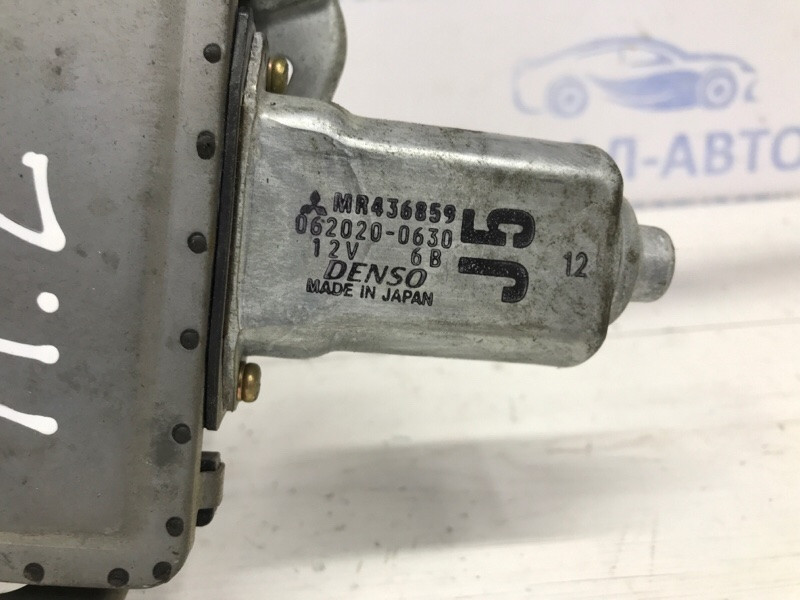 MR436859
062020-0630
12V 6B
DENSO
MADE IN JAPAN
J5
12
Л-АВТО
П.L